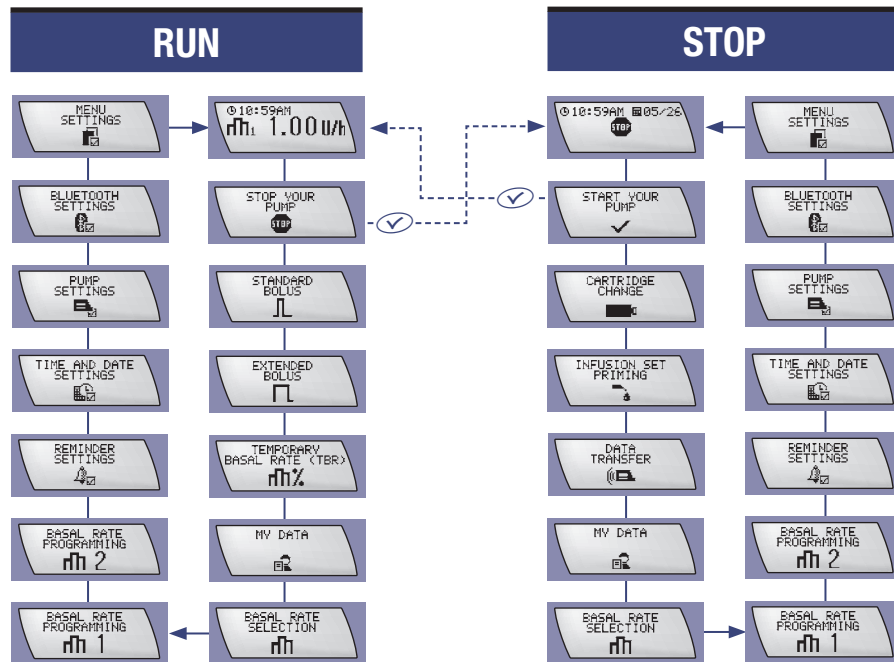 RUN
MENU
SETTINGS
BLUETOOTH
SETTINGS
PUMP
SETTINGS
TIME AND DATE
SETTINGS
REMINDER
SETTINGS
BASAL RATE
PROGRAMMING
2
BASAL RATE
PROGRAMMING
1
10:59AM
1 1.00 U/h
STOP YOUR
PUMP
STOP
STANDARD
BOLUS
EXTENDED
BOLUS
TEMPORARY
BASAL RATE (TBR)
%
MY DATA
BASAL RATE
SELECTION
STOP
10:59AM 05/26
STOP
START YOUR
PUMP
CARTRIDGE
CHANGE
INFUSION SET
PRIMING
DATA
TRANSFER
MY DATA
BASAL RATE
SELECTION
MENU
SETTINGS
BLUETOOTH
SETTINGS
PUMP
SETTINGS
TIME AND DATE
SETTINGS
REMINDER
SETTINGS
BASAL RATE
PROGRAMMING
2
BASAL RATE
PROGRAMMING
1